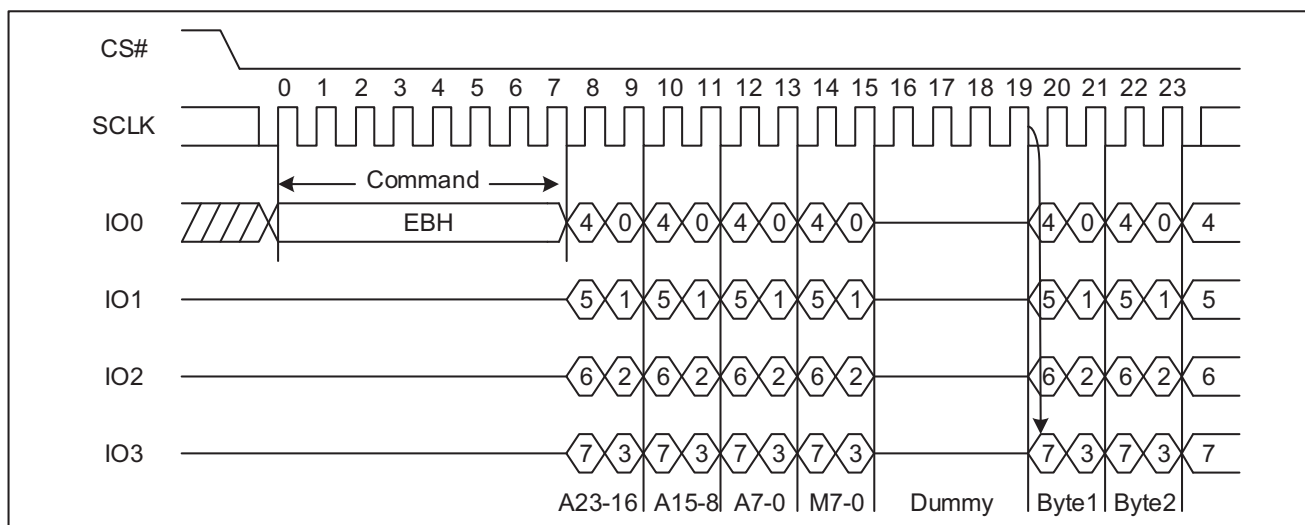 CS#
0 1 2 3 4 5 6 7 8 9 10 11 12 13 14 15 16 17 18 19 20 21 22 23
SCLK
Command
IO0 EBH 4 0 4 0 4 0 4 0 4 0 4 0 4
IO1 5 1 5 1 5 1 5 1 5 1 5 1 5
IO2 6 2 6 2 6 2 6 2 6 2 6 2 6
IO3 7 3 7 3 7 3 7 3 7 3 7 3 7
A23-16 A15-8 A7-0 M7-0 Dummy Byte1 Byte2